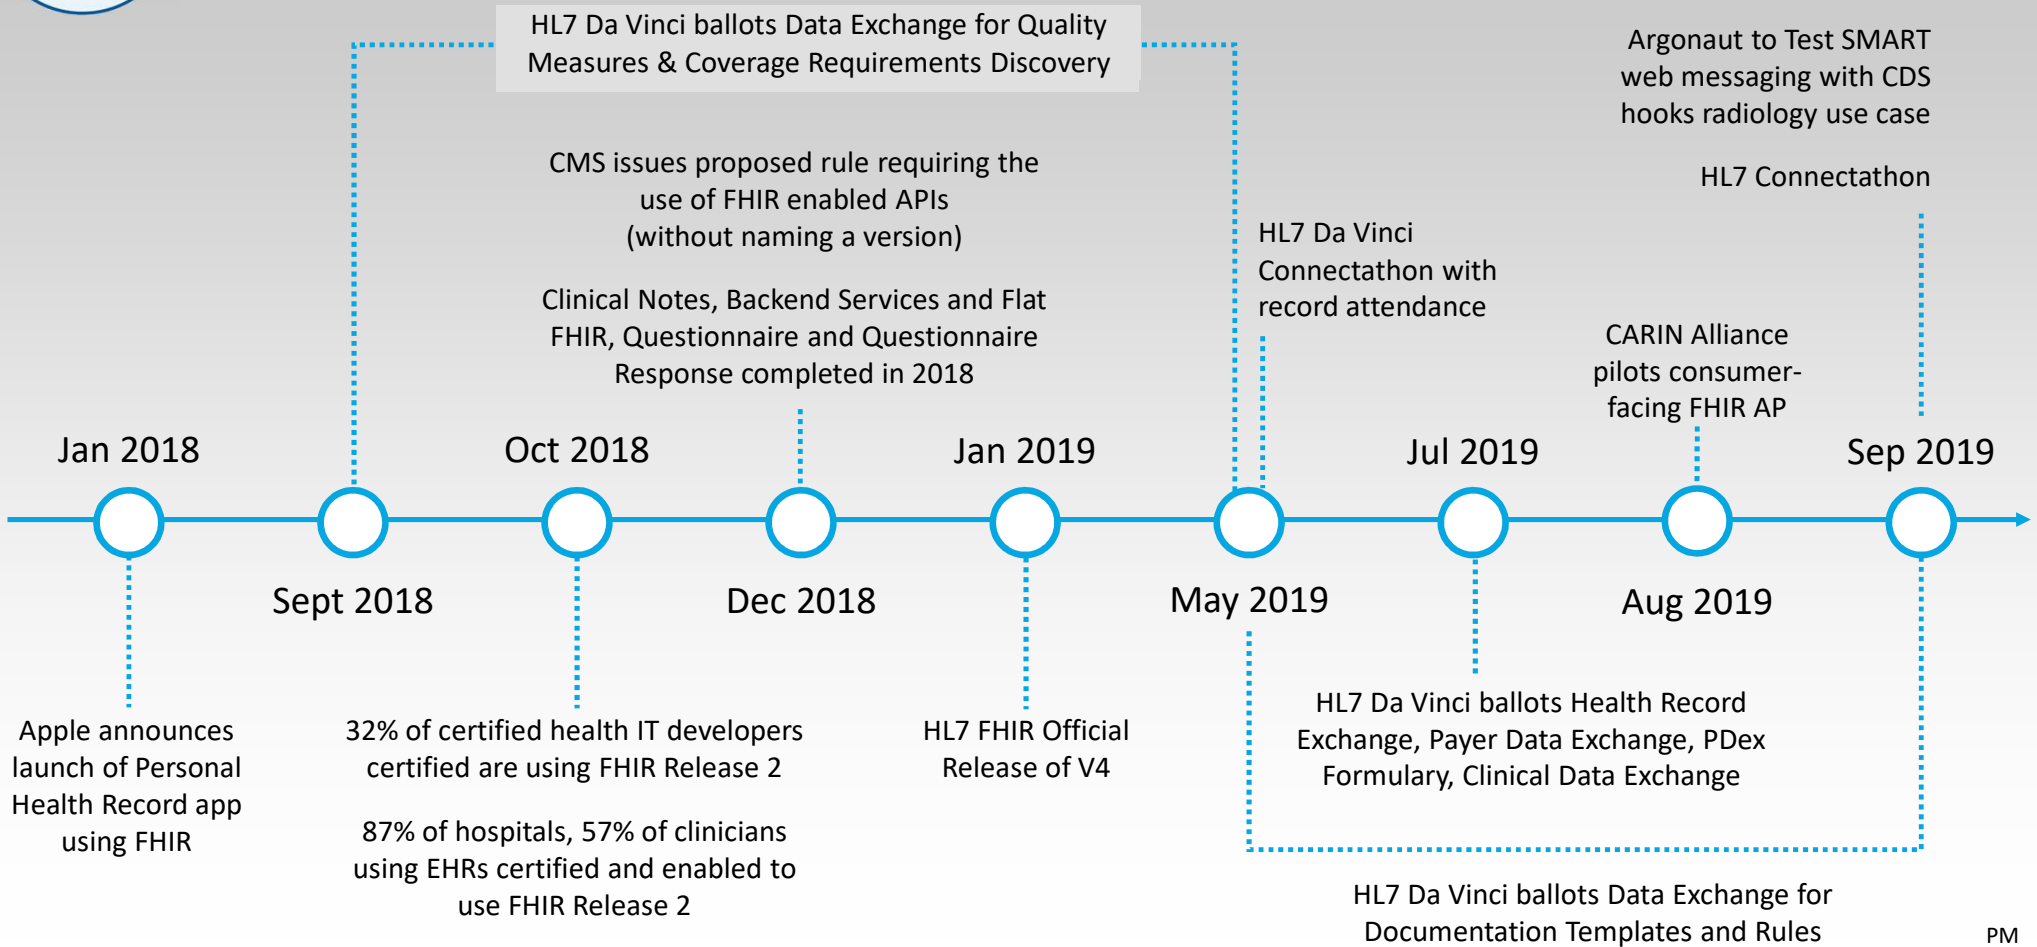 HL7 Da Vinci ballots Data Exchange for Quality
Measures & Coverage Requirements Discovery
Argonaut to Test SMART
web messaging with CDS
hooks radiology use case
HL7 Connectathon
CMS issues proposed rule requiring the
use of FHIR enabled APIs
(without naming a version)
Clinical Notes, Backend Services and Flat
FHIR, Questionnaire and Questionnaire
Response completed in 2018
HL7 Da Vinci
Connectathon with
record attendance
CARIN Alliance
pilots consumer-
facing FHIR AP
Jan 2018
Oct 2018
Jan 2019
Jul 2019
Sep 2019
Sept 2018
Dec 2018
May 2019
Aug 2019
Apple announces
launch of Personal
Health Record app
using FHIR
32% of certified health IT developers
certified are using FHIR Release 2
87% of hospitals, 57% of clinicians
using EHRs certified and enabled to
use FHIR Release 2
HL7 FHIR Official
Release of V4
HL7 Da Vinci ballots Health Record
Exchange, Payer Data Exchange, PDex
Formulary, Clinical Data Exchange
HL7 Da Vinci ballots Data Exchange for
Documentation Templates and Rules
PM